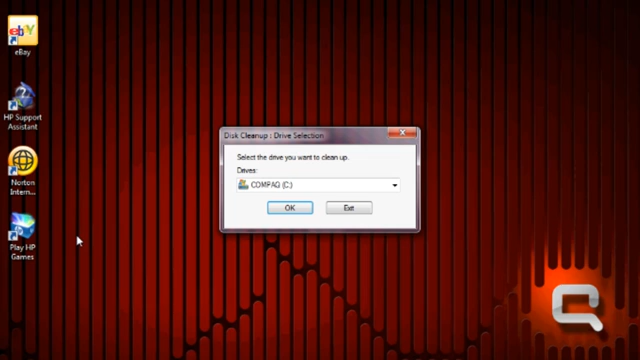 ebY
eBay
HP Support
Assistant
Norton
Intern...
Play HP
Games
Disk Cleanup : Drive Selection
Select the drive you want to clean up.
Drives:
COMPAQ (C:)
OK
Exit